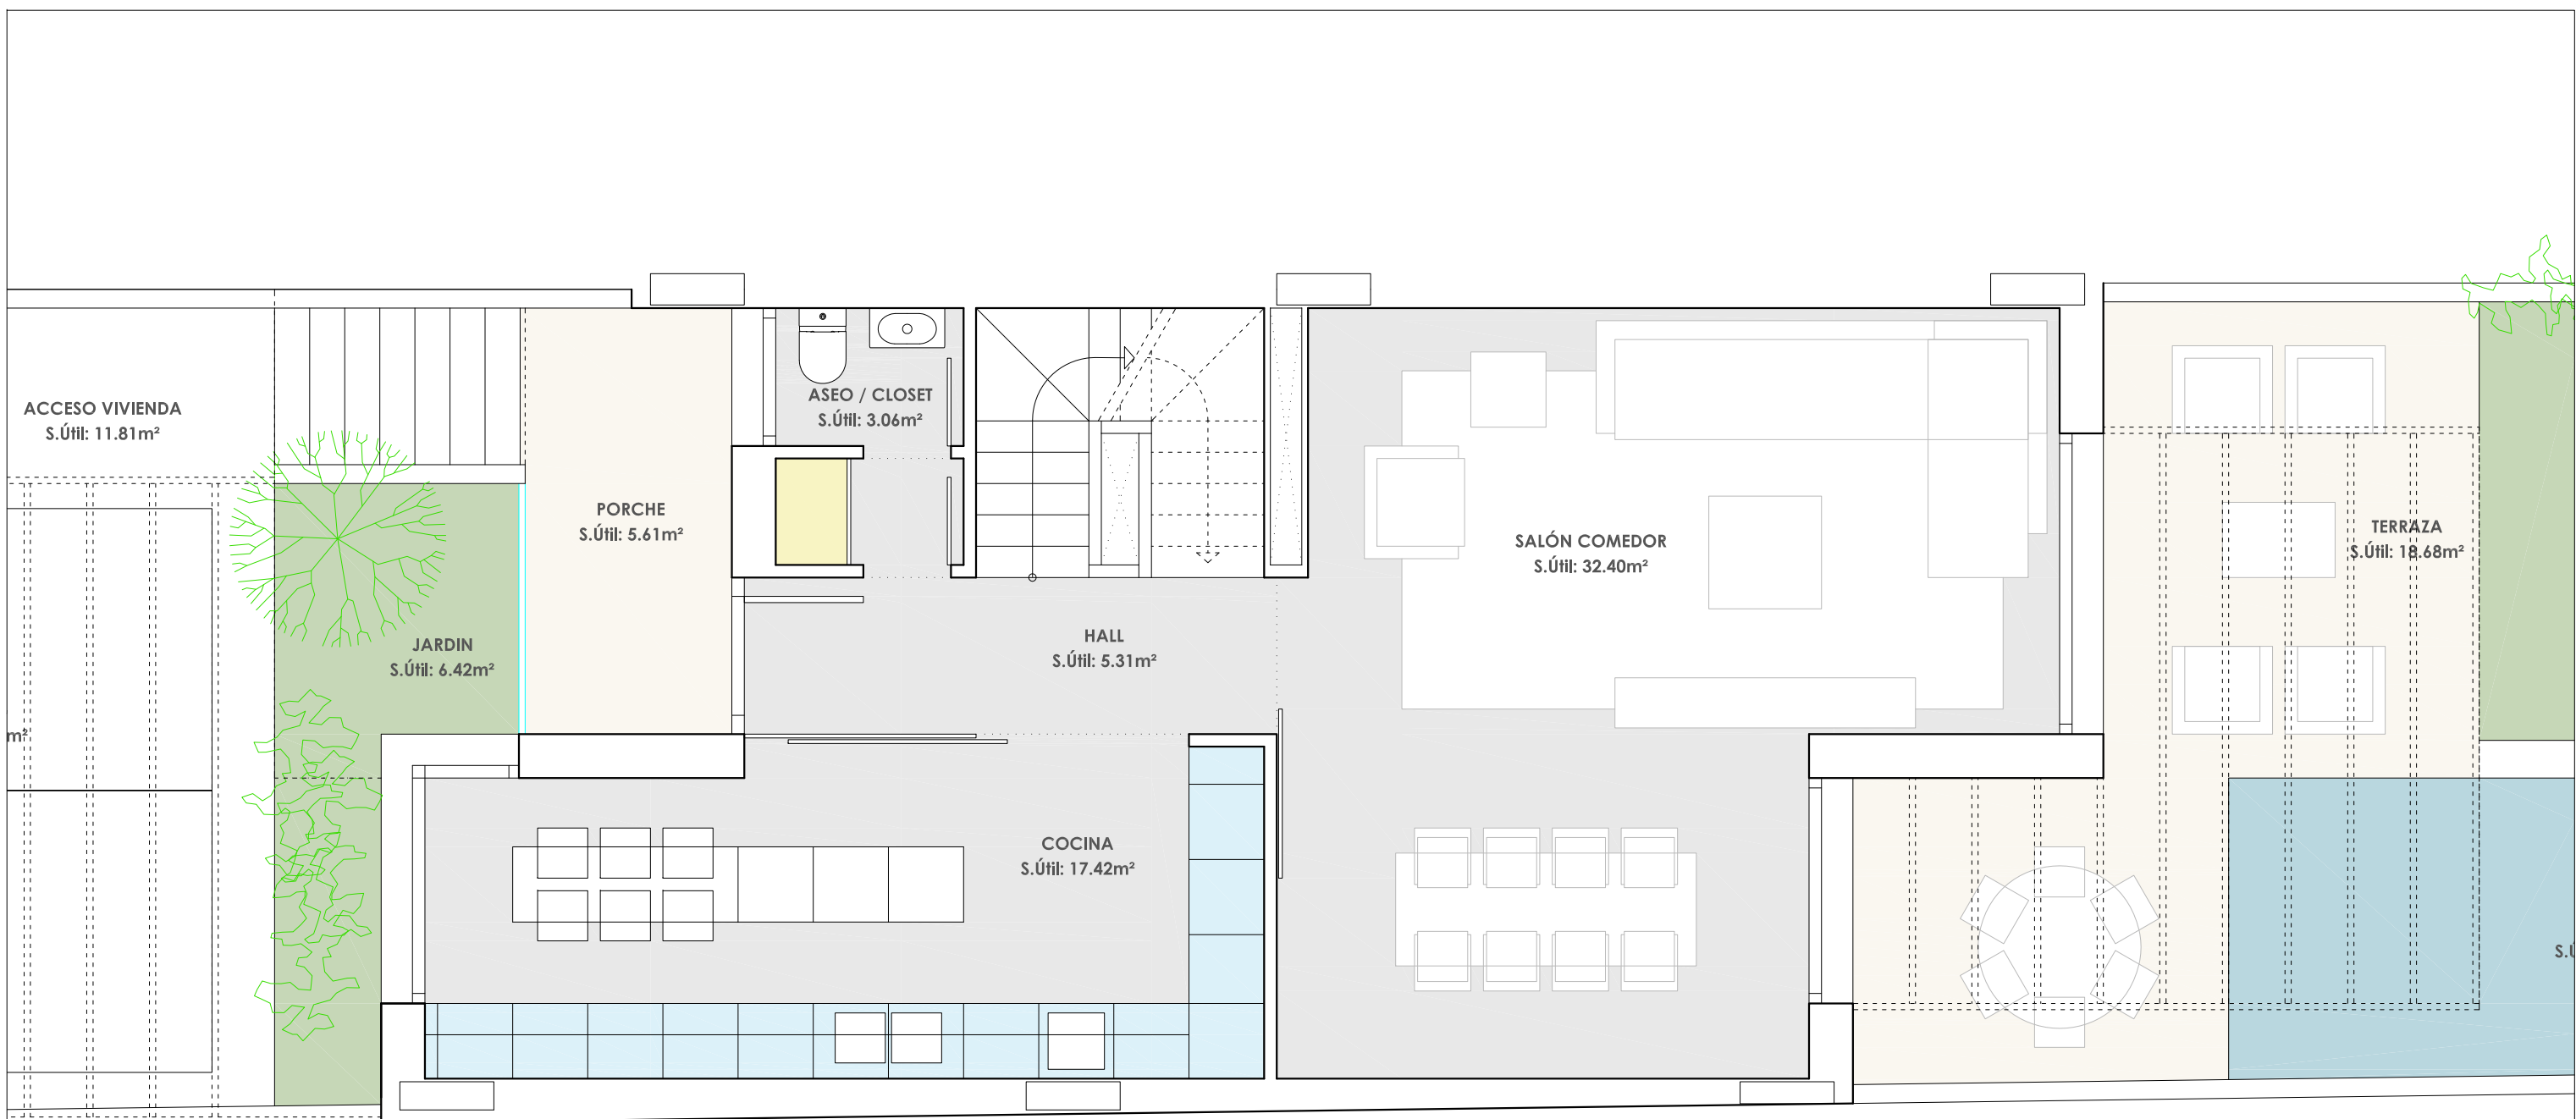 ACCESO VIVIENDA
S.Útil: 11.81m²
ASEO / CLOSET
S.Útil: 3.06m²
PORCHE
S.Útil: 5.61m²
SALÓN COMEDOR
S.Útil: 32.40m²
TERRAZA
S.Útil: 18.68m²
JARDIN
S.Útil: 6.42m²
HALL
S.Útil: 5.31m²
m²
COCINA
S.Útil: 17.42m²